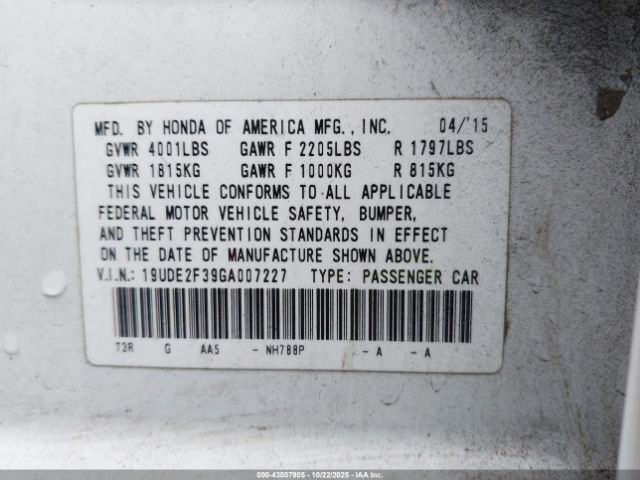 MFD. BY HONDA OF AMERICA MFG., INC. 04/'15
GVWR 4001LBS GAWR F 2205LBS R 1797LBS
GVWR 1815KG GAWR F 1000KG R 815KG
THIS VEHICLE CONFORMS TO ALL APPLICABLE
FEDERAL MOTOR VEHICLE SAFETY, BUMPER,
AND THEFT PREVENTION STANDARDS IN EFFECT
ON THE DATE OF MANUFACTURE SHOWN ABOVE.
V.I.N.: 19UDE2F39GA007227 TYPE: PASSENGER CAR
T3R G AA5 - NH788P - A - A
000-43507905 - 10/22/2025 - IAA Inc.